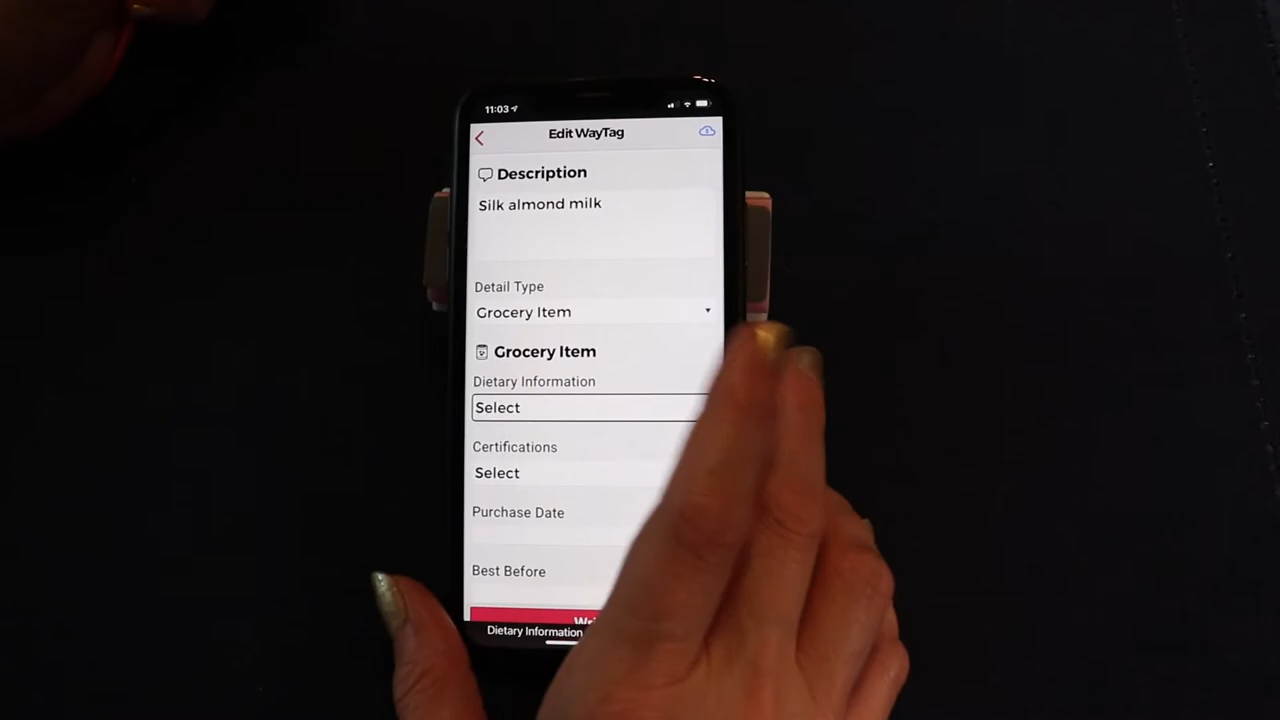 11:03
Edit WayTag
Description
Silk almond milk
Detail Type
Grocery Item
Grocery Item
Dietary Information
Select
Certifications
Select
Purchase Date
Best Before
Dietary Information